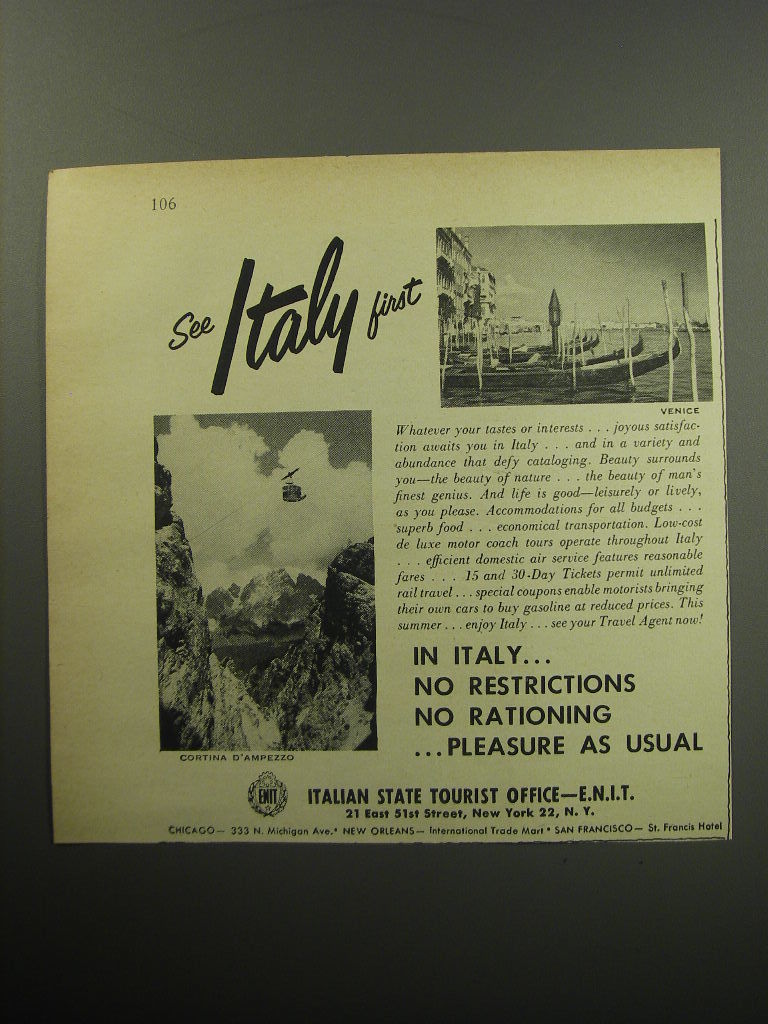 106
See Italy first
VENICE
Whatever your tastes or interests . . . joyous satisfac-
tion awaits you in Italy . . . and in a variety and
abundance that defy cataloging. Beauty surrounds
you—the beauty of nature . . . the beauty of man's
finest genius. And life is good—leisurely or lively,
as you please. Accommodations for all budgets . . .
superb food . . . economical transportation. Low-cost
de luxe motor coach tours operate throughout Italy
. . . efficient domestic air service features reasonable
fares . . . 15 and 30-Day Tickets permit unlimited
rail travel . . . special coupons enable motorists bringing
their own cars to buy gasoline at reduced prices. This
summer . . . enjoy Italy . . . see your Travel Agent now!
IN ITALY...
NO RESTRICTIONS
NO RATIONING
...PLEASURE AS USUAL
CORTINA D'AMPEZZO
ENIT
ITALIAN STATE TOURIST OFFICE—E.N.I.T.
21 East 51st Street, New York 22, N. Y.
CHICAGO— 333 N. Michigan Ave. • NEW ORLEANS— International Trade Mart • SAN FRANCISCO— St. Francis Hotel